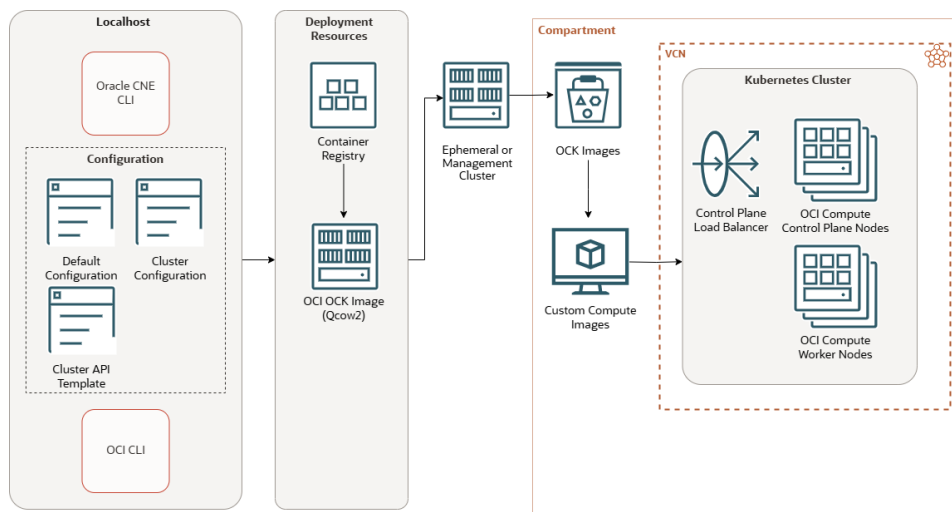 Localhost
Oracle CNE
CLI
Configuration
Default
Configuration
Cluster
Configuration
Cluster API
Template
OCI CLI
Deployment
Resources
Container
Registry
OCI OCK Image
(Qcow2)
Ephemeral or
Management
Cluster
Compartment
OCK Images
Custom Compute
Images
VCN
Kubernetes Cluster
Control Plane
Load Balancer
OCI Compute
Control Plane Nodes
OCI Compute
Worker Nodes